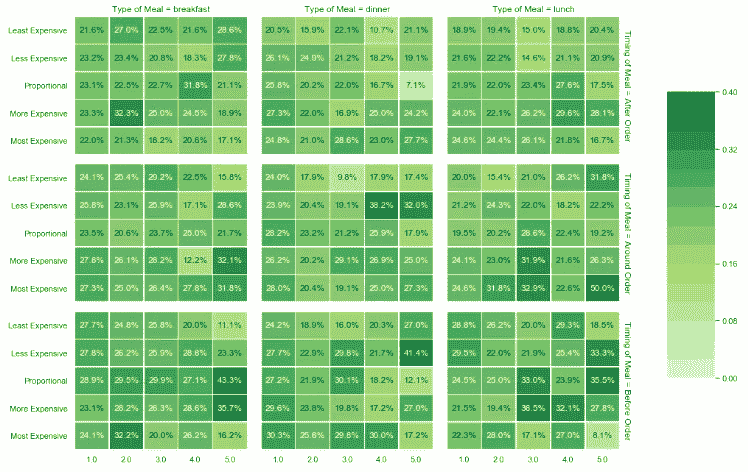 Type of Meal = breakfast Type of Meal = dinner Type of Meal = lunch
Least Expensive 21.6% 27.0% 22.5% 21.6% 28.6% 20.5% 15.9% 22.1% 10.7% 21.1% 18.9% 19.4% 15.0% 18.8% 20.4%
Less Expensive 23.2% 23.4% 20.8% 18.3% 27.8% 26.1% 24.0% 21.2% 18.2% 19.1% 21.6% 22.2% 14.6% 21.1% 20.9%
Proportional 23.1% 22.5% 22.7% 31.8% 21.1% 25.8% 20.2% 22.0% 16.7% 7.1% 21.9% 22.0% 23.4% 27.6% 17.5%
More Expensive 23.3% 32.3% 25.0% 24.5% 18.9% 27.3% 22.0% 16.9% 25.0% 24.2% 24.0% 22.1% 26.2% 29.6% 28.1%
Most Expensive 22.0% 21.3% 18.2% 20.6% 17.1% 24.8% 21.0% 28.6% 23.0% 27.7% 24.6% 24.4% 26.1% 21.8% 16.7%
Timing of Meal = After Order
Least Expensive 24.1% 25.4% 29.2% 22.5% 15.8% 24.0% 17.9% 9.8% 17.9% 17.4% 20.0% 15.4% 21.0% 26.2% 31.8%
Less Expensive 25.8% 23.1% 25.9% 17.1% 28.6% 23.9% 20.4% 19.1% 38.2% 32.0% 21.2% 24.3% 22.0% 18.2% 22.2%
Proportional 23.5% 20.6% 23.7% 25.0% 21.7% 26.2% 23.2% 21.2% 25.9% 17.9% 19.5% 20.2% 28.6% 22.4% 19.2%
More Expensive 27.8% 26.1% 26.2% 12.2% 32.1% 26.2% 20.2% 29.1% 26.9% 25.0% 24.1% 23.0% 31.9% 21.6% 26.3%
Most Expensive 27.3% 25.0% 26.4% 27.8% 31.8% 28.0% 20.4% 19.1% 25.0% 27.3% 24.6% 31.8% 32.9% 22.6% 50.0%
Timing of Meal = Around Order
Least Expensive 27.7% 24.8% 25.8% 20.0% 11.1% 24.2% 18.9% 16.0% 20.3% 27.0% 28.8% 26.2% 20.0% 29.3% 18.5%
Less Expensive 27.8% 26.2% 25.9% 28.8% 23.3% 27.7% 22.9% 29.8% 21.7% 41.4% 29.5% 22.0% 21.9% 25.4% 33.3%
Proportional 28.9% 29.5% 29.9% 27.1% 43.3% 27.2% 21.9% 30.1% 18.2% 12.1% 24.5% 25.0% 33.0% 23.9% 35.5%
More Expensive 23.1% 28.2% 26.3% 28.6% 35.7% 29.6% 23.8% 19.8% 17.2% 27.0% 21.5% 19.4% 36.5% 32.1% 27.8%
Most Expensive 24.1% 32.2% 20.0% 26.2% 16.2% 30.3% 25.6% 29.8% 30.0% 17.2% 22.3% 28.0% 17.1% 27.0% 8.1%
Timing of Meal = Before Order
1.0 2.0 3.0 4.0 5.0 1.0 2.0 3.0 4.0 5.0 1.0 2.0 3.0 4.0 5.0
0.40
0.32
0.24
0.16
0.08
0.00